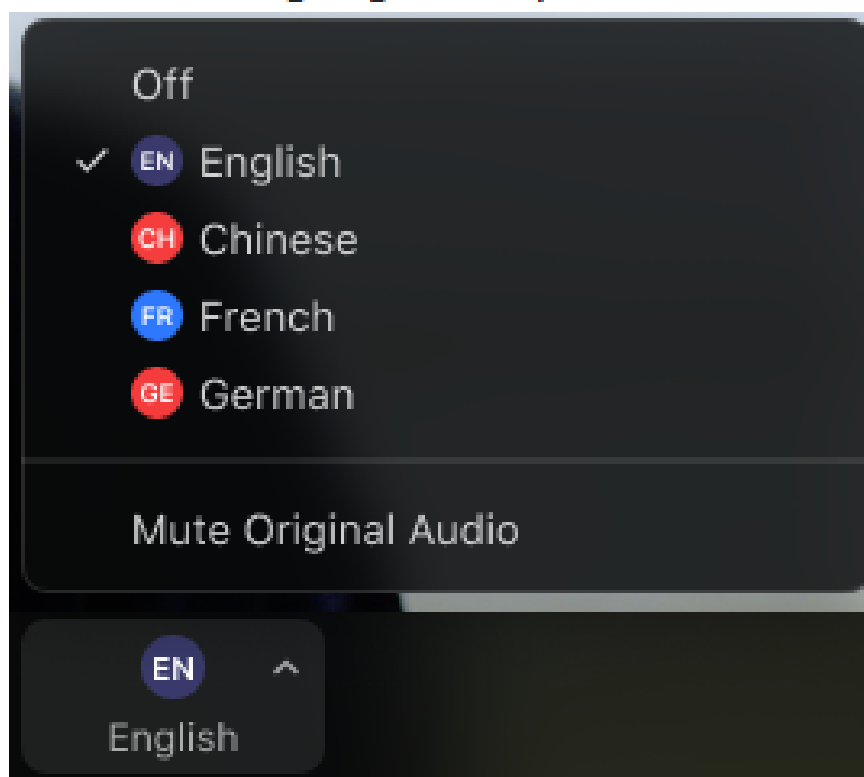 Off
EN English
CH Chinese
FR French
GE German
Mute Original Audio
EN
English